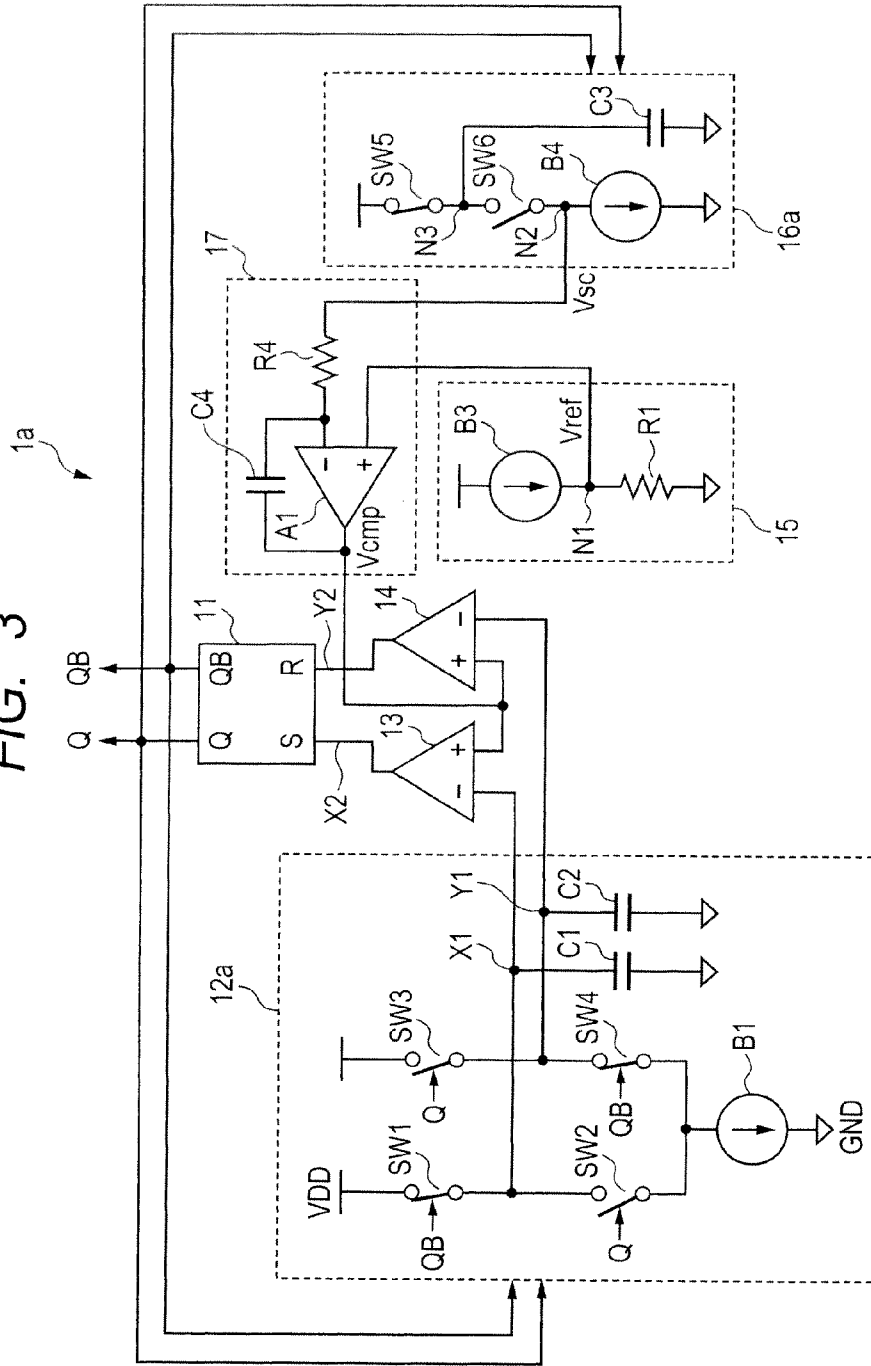 FIG. 3
1a
Q
QB
11
Q
QB
S
R
X2
Y2
13
14
-
+
+
-
17
C4
R4
A1
-
+
Vcmp
15
B3
Vref
N1
R1
16a
SW5
N3
SW6
N2
Vsc
B4
C3
12a
VDD
SW1
QB
SW3
Q
X1
Y1
SW2
Q
SW4
QB
C1
C2
B1
GND